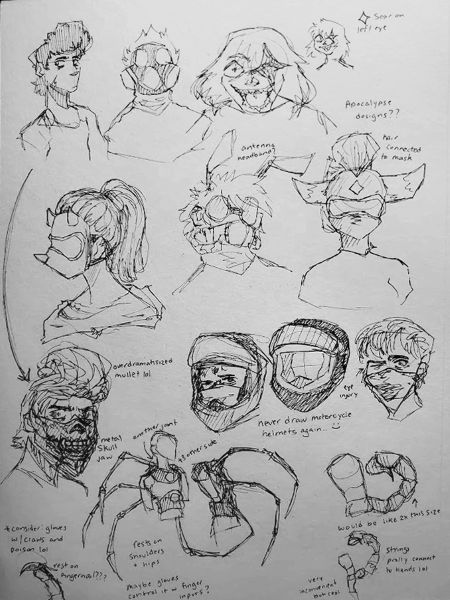 Scar on
left eye
Apocalypse
designs??
antenna
headband?
hair
connected
to mask
overdramatisized
mullet lol
metal
Skull
jaw
another joint
another side
eye
injury
never draw motorcycle
helmets again.. :)
would be like 2x this size
* consider gloves
w/ claws and
poison lol
rest on
fingernail???
rests on
shoulders
+ hips
maybe gloves
control it w/ finger
inputs?
very
inconvenient
but cool
strings
prolly connect
to hands lol